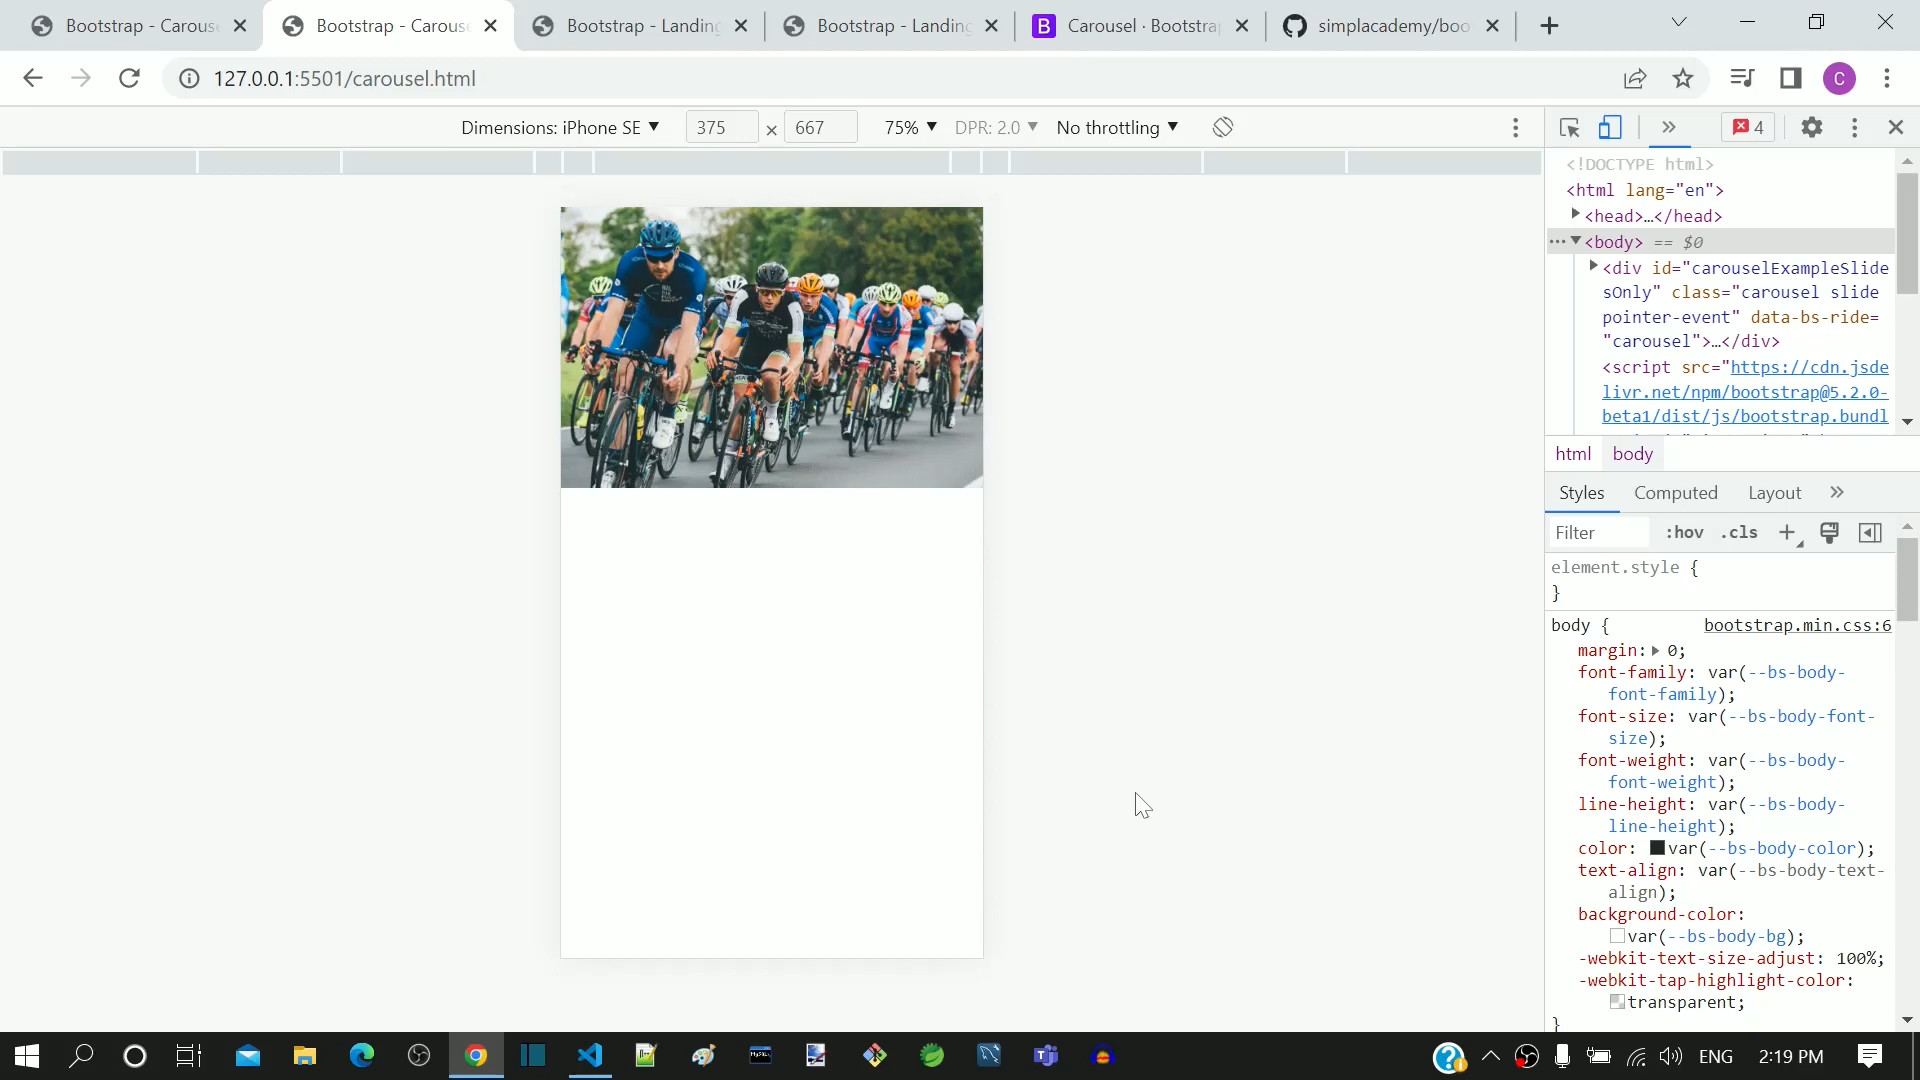 Bootstrap - Carous
Bootstrap - Carous
Bootstrap - Landing
Bootstrap - Landing
Carousel · Bootstrap
simplacademy/boo
127.0.0.1:5501/carousel.html
C
Dimensions: iPhone SE
375
×
667
75%
DPR: 2.0
No throttling
4
<!DOCTYPE html>
<html lang="en">
<head>…</head>
<body> == $0
<div id="carouselExampleSlide
sOnly" class="carousel slide
pointer-event" data-bs-ride=
"carousel">…</div>
<script src="https://cdn.jsde
livr.net/npm/bootstrap@5.2.0-
beta1/dist/js/bootstrap.bundl
html
body
Styles
Computed
Layout
Filter
:hov
.cls
element.style {
}
body {
bootstrap.min.css:6
margin: 0;
font-family: var(--bs-body-
font-family);
font-size: var(--bs-body-font-
size);
font-weight: var(--bs-body-
font-weight);
line-height: var(--bs-body-
line-height);
color: var(--bs-body-color);
text-align: var(--bs-body-text-
align);
background-color:
var(--bs-body-bg);
-webkit-text-size-adjust: 100%;
-webkit-tap-highlight-color:
transparent;
}
ENG
2:19 PM